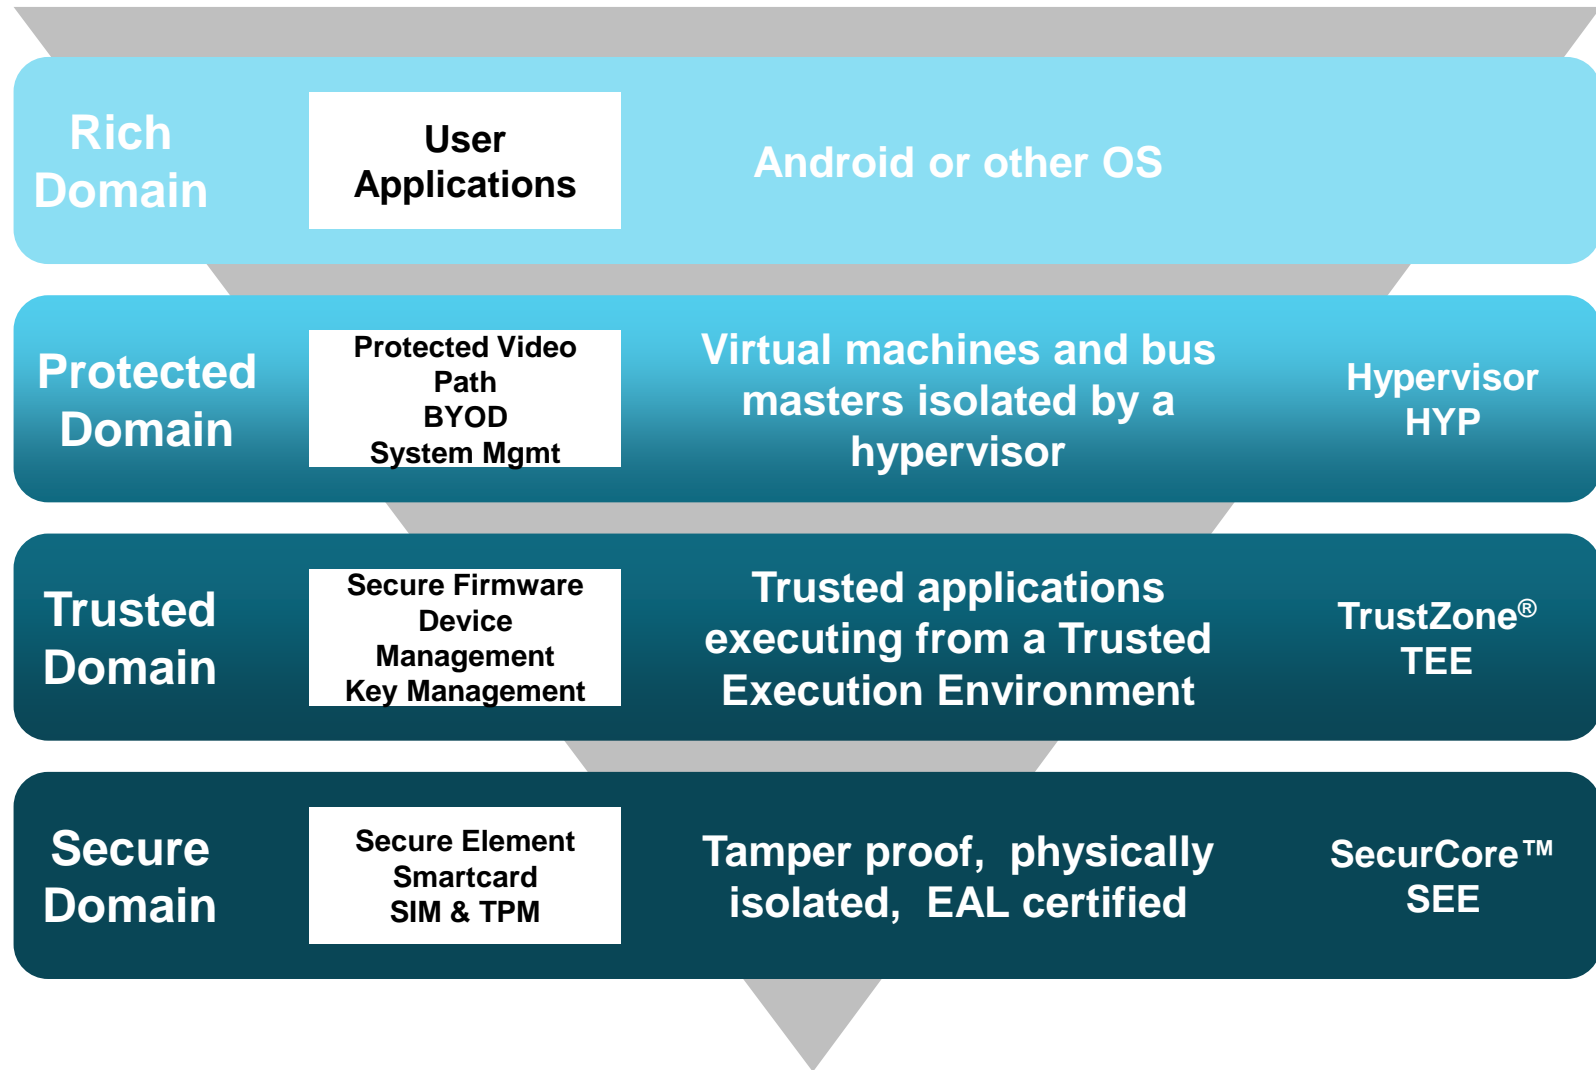 Rich
Domain
User
Applications
Android or other OS
Protected
Domain
Protected Video
Path
BYOD
System Mgmt
Virtual machines and bus
masters isolated by a
hypervisor
Hypervisor
HYP
Trusted
Domain
Secure Firmware
Device
Management
Key Management
Trusted applications
executing from a Trusted
Execution Environment
TrustZone®
TEE
Secure
Domain
Secure Element
Smartcard
SIM & TPM
Tamper proof,  physically
isolated,  EAL certified
SecurCore™
SEE